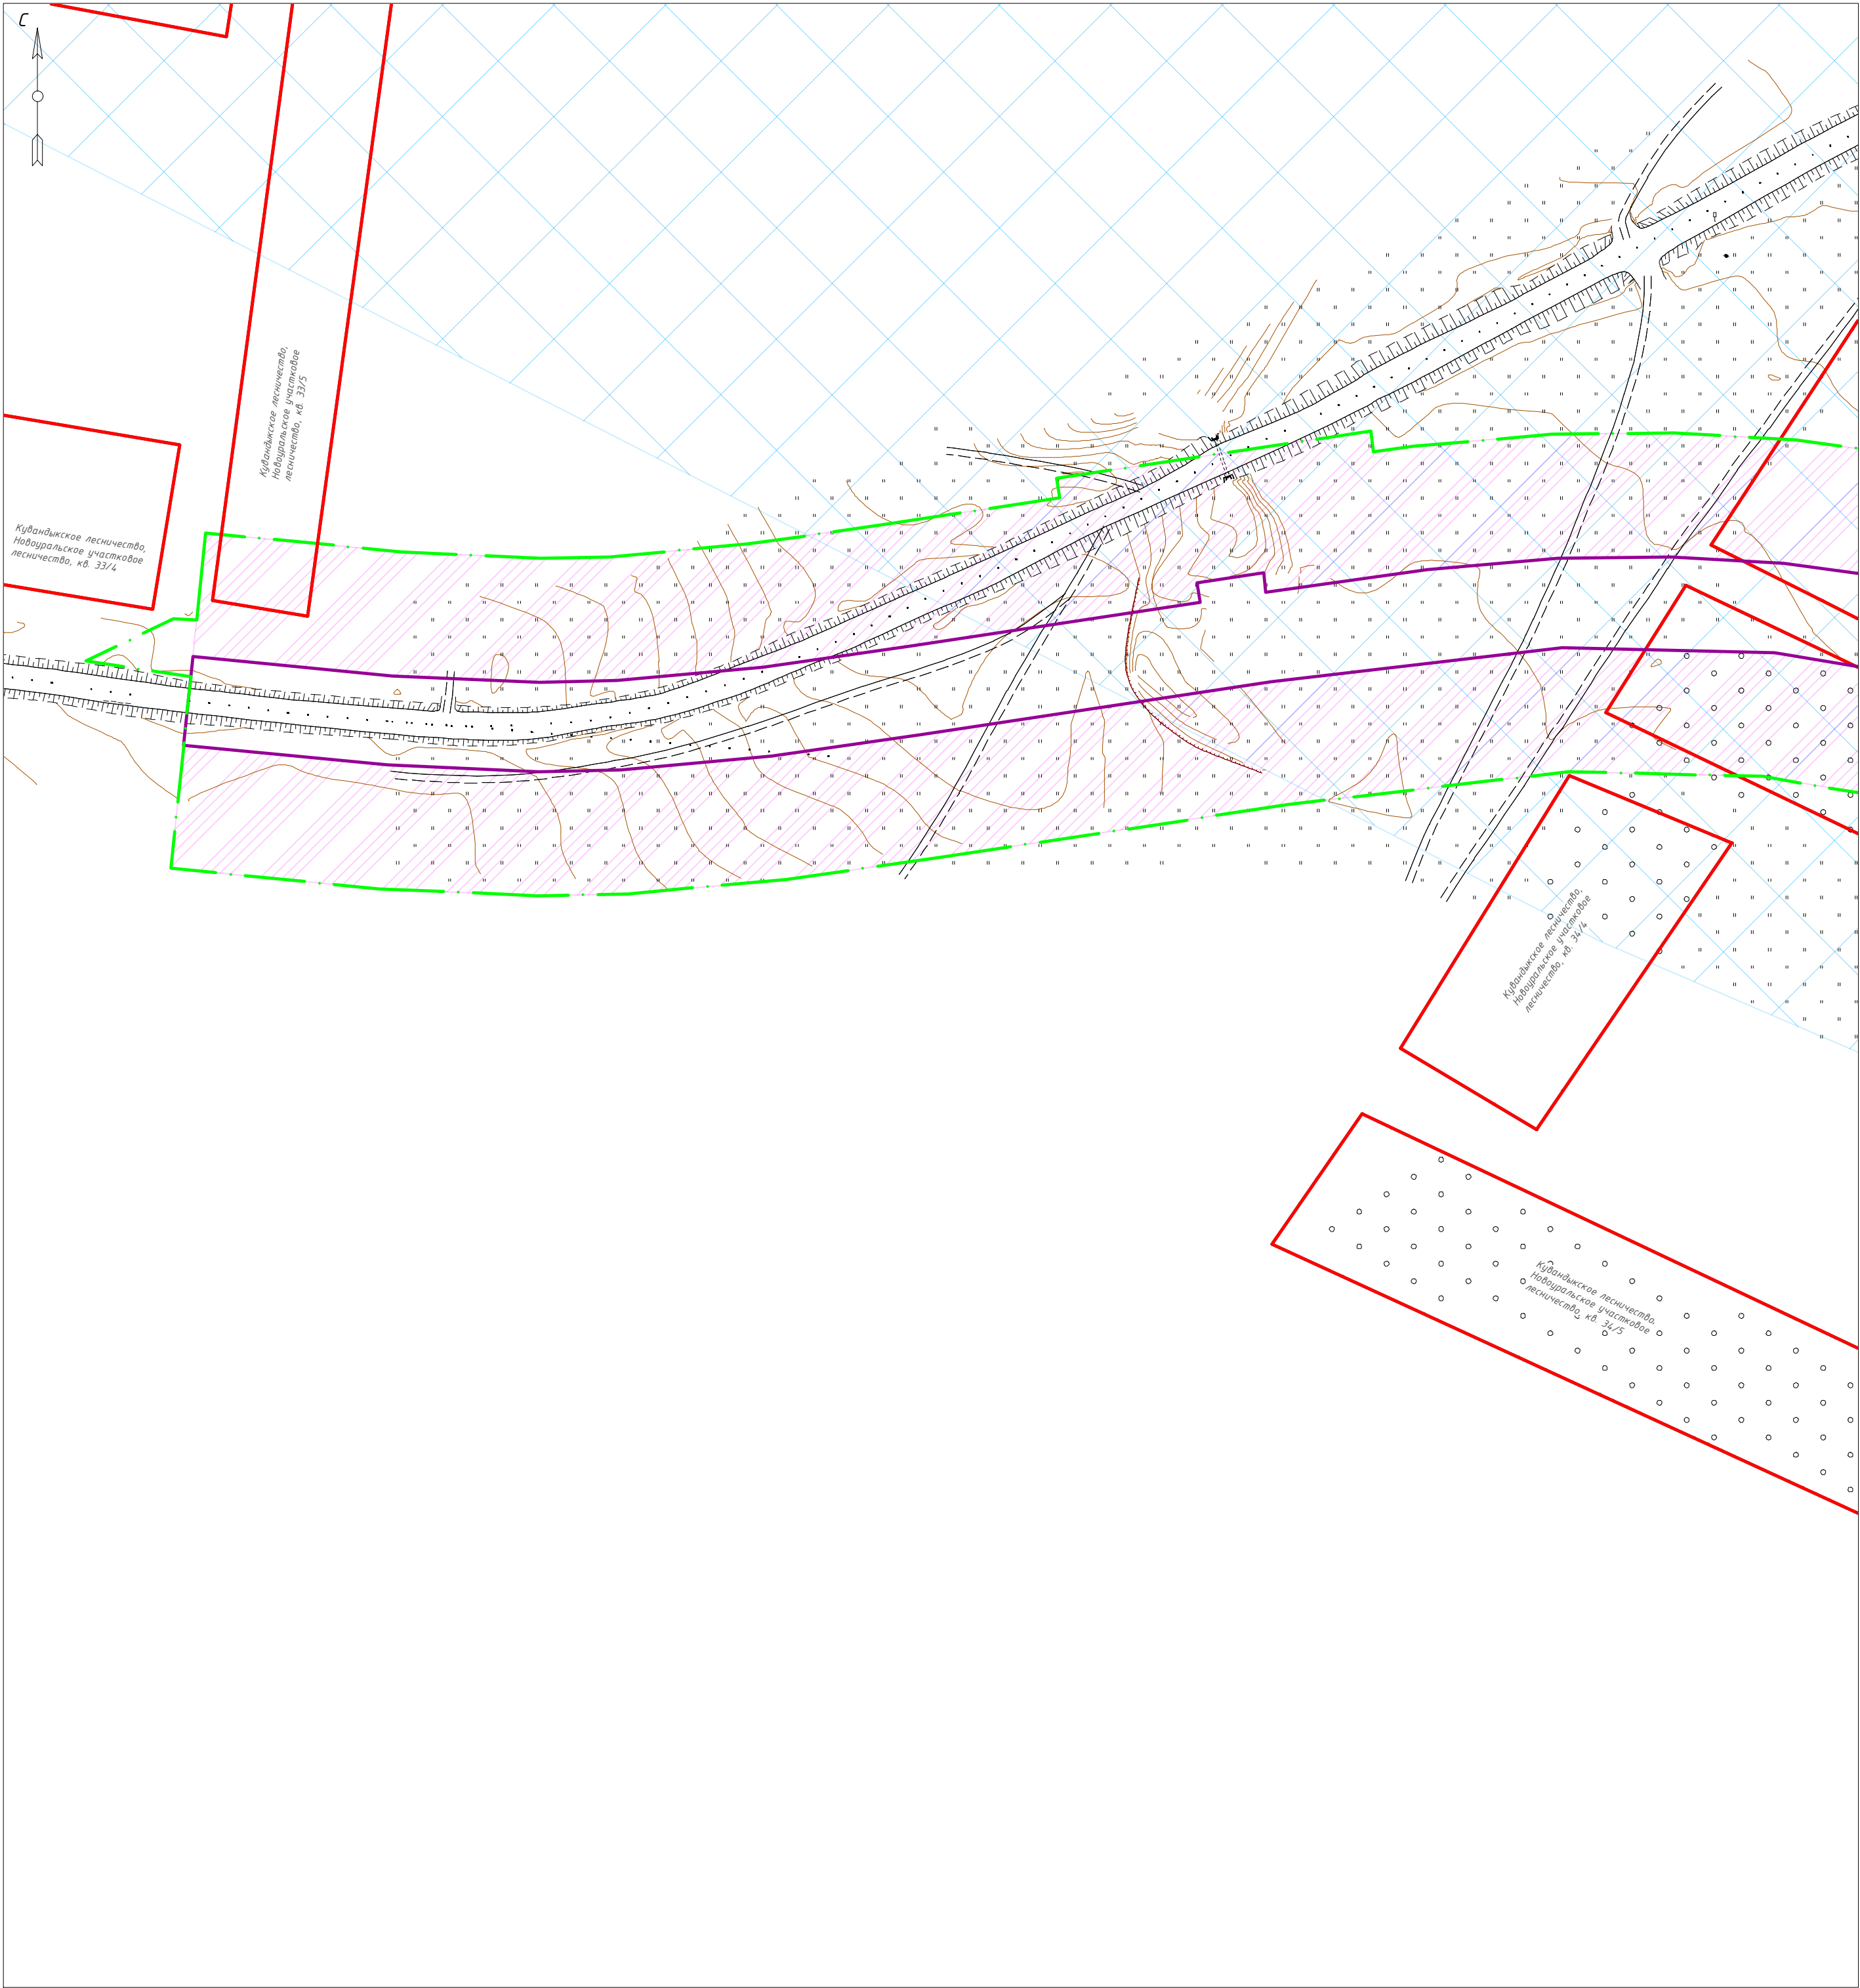 С
Кувандыкское лесничество,
Новоуральское участковое
лесничество, кв. 33/5
Кувандыкское лесничество,
Новоуральское участковое
лесничество, кв. 33/4
Кувандыкское лесничество,
Новоуральское участковое
лесничество, кв. 34/4
Кувандыкское лесничество,
Новоуральское участковое
лесничество, кв. 34/5